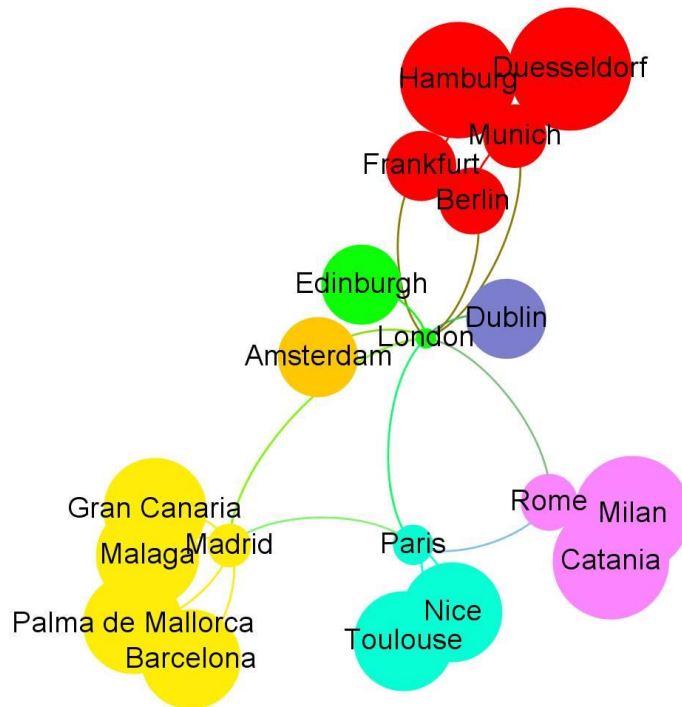 Duesseldorf
Hamburg
Munich
Frankfurt
Berlin
Edinburgh
Dublin
London
Amsterdam
Rome
Gran Canaria
Milan
Madrid
Paris
Malaga
Catania
Nice
Palma de Mallorca
Toulouse
Barcelona